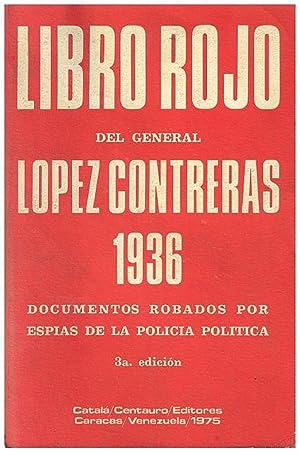 LIBRO ROJO
DEL GENERAL
LOPEZ CONTRERAS
1936
DOCUMENTOS ROBADOS POR
ESPIAS DE LA POLICIA POLITICA
3a. edición
Catalá/Centauro/Editores
Caracas/Venezuela/1975